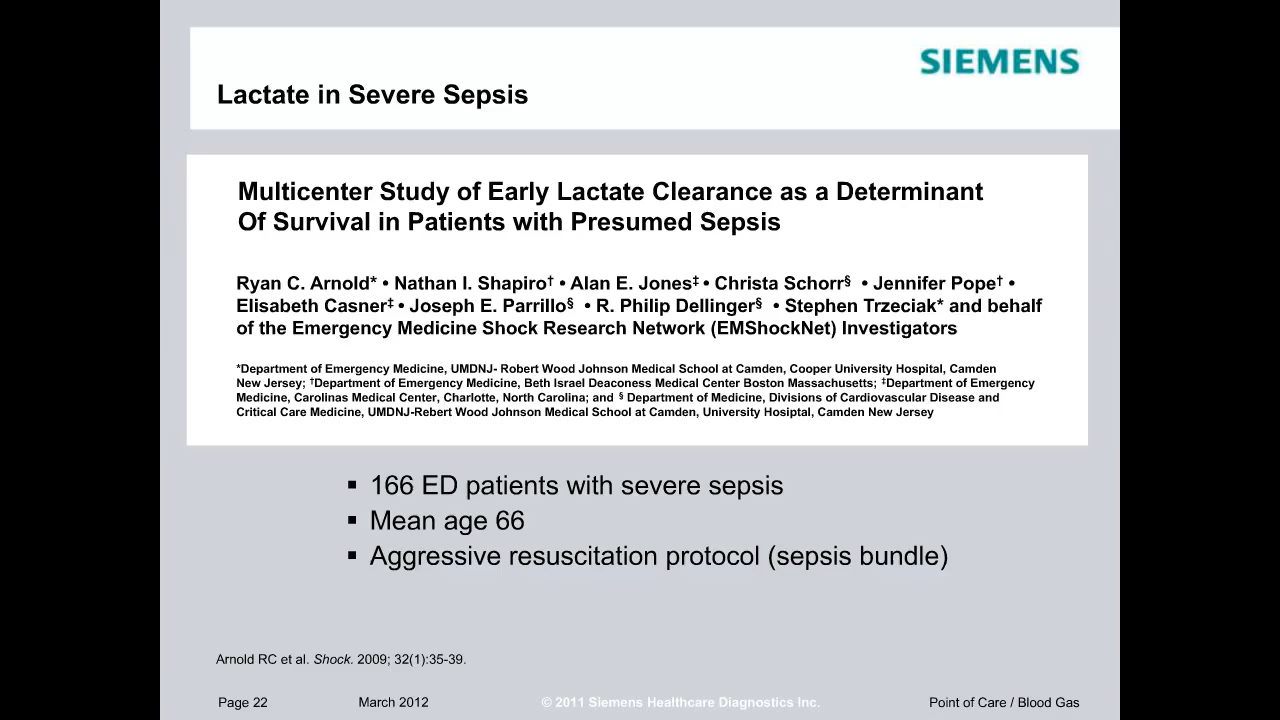 SIEMENS
Lactate in Severe Sepsis
Multicenter Study of Early Lactate Clearance as a Determinant
Of Survival in Patients with Presumed Sepsis
Ryan C. Arnold* • Nathan I. Shapiro† • Alan E. Jones‡ • Christa Schorr§ • Jennifer Pope† •
Elisabeth Casner‡ • Joseph E. Parrillo§ • R. Philip Dellinger§ • Stephen Trzeciak* and behalf
of the Emergency Medicine Shock Research Network (EMShockNet) Investigators
*Department of Emergency Medicine, UMDNJ- Robert Wood Johnson Medical School at Camden, Cooper University Hospital, Camden
New Jersey; †Department of Emergency Medicine, Beth Israel Deaconess Medical Center Boston Massachusetts; ‡Department of Emergency
Medicine, Carolinas Medical Center, Charlotte, North Carolina; and § Department of Medicine, Divisions of Cardiovascular Disease and
Critical Care Medicine, UMDNJ-Rebert Wood Johnson Medical School at Camden, University Hosiptal, Camden New Jersey
▪ 166 ED patients with severe sepsis
▪ Mean age 66
▪ Aggressive resuscitation protocol (sepsis bundle)
Arnold RC et al. Shock. 2009; 32(1):35-39.
Page 22 March 2012 © 2011 Siemens Healthcare Diagnostics Inc. Point of Care / Blood Gas